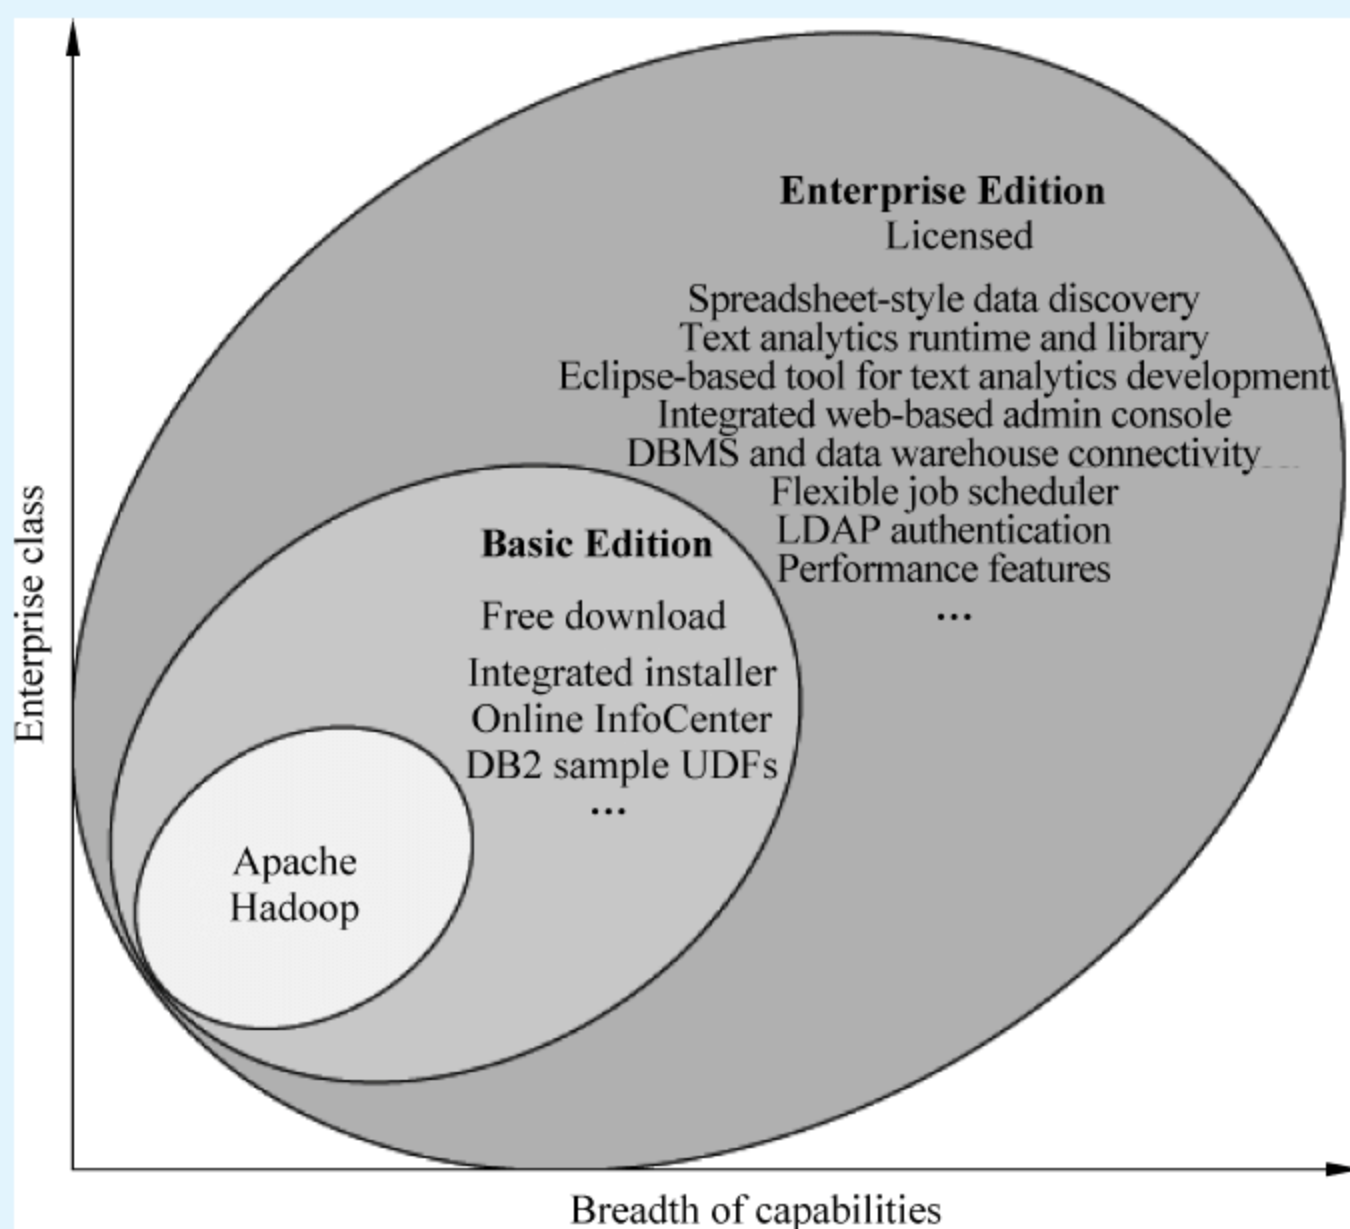 Enterprise class
Enterprise Edition
Licensed
Spreadsheet-style data discovery
Text analytics runtime and library
Eclipse-based tool for text analytics development
Integrated web-based admin console
DBMS and data warehouse connectivity
Flexible job scheduler
LDAP authentication
Performance features
...
Basic Edition
Free download
Integrated installer
Online InfoCenter
DB2 sample UDFs
...
Apache
Hadoop
Breadth of capabilities